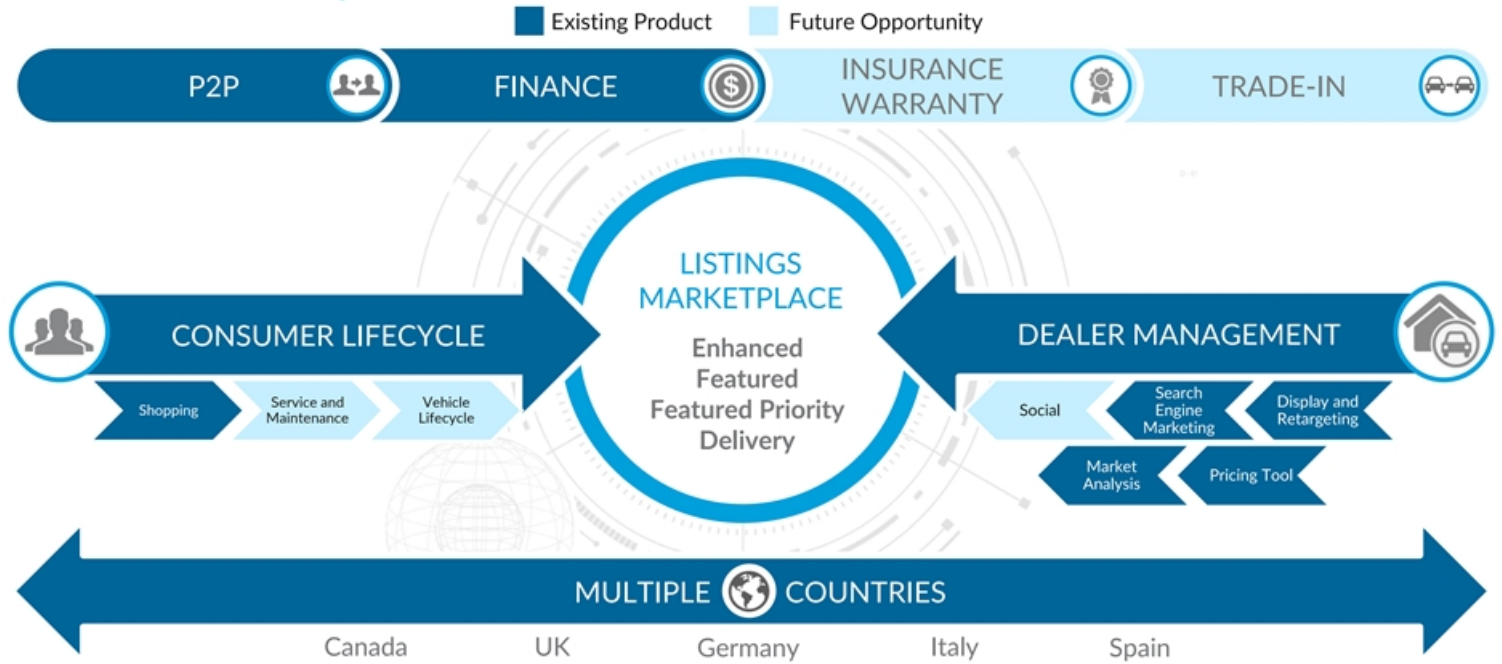 Existing Product
Future Opportunity
P2P
FINANCE
INSURANCE
WARRANTY
TRADE-IN
LISTINGS
MARKETPLACE
Enhanced
Featured
Featured Priority
Delivery
CONSUMER LIFECYCLE
Shopping
Service and
Maintenance
Vehicle
Lifecycle
DEALER MANAGEMENT
Social
Search
Engine
Marketing
Display and
Retargeting
Market
Analysis
Pricing Tool
MULTIPLE COUNTRIES
Canada UK Germany Italy Spain